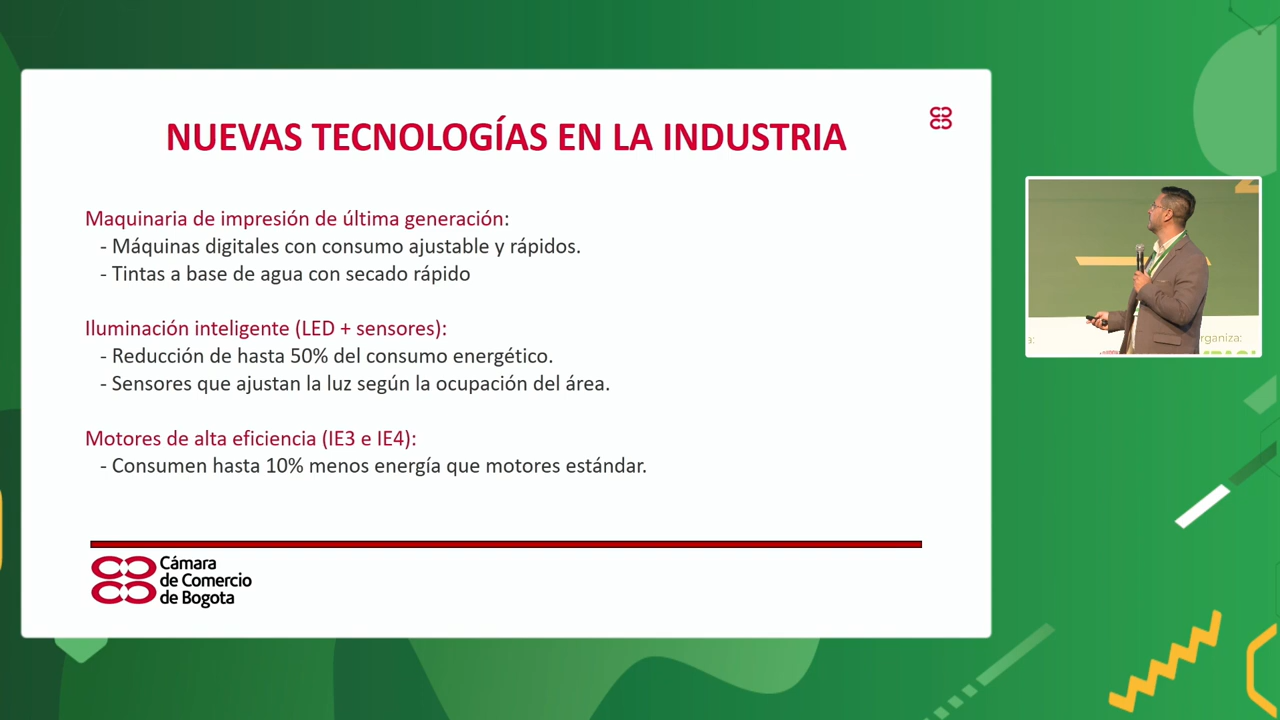 NUEVAS TECNOLOGÍAS EN LA INDUSTRIA
Maquinaria de impresión de última generación:
- Máquinas digitales con consumo ajustable y rápidos.
- Tintas a base de agua con secado rápido
Iluminación inteligente (LED + sensores):
- Reducción de hasta 50% del consumo energético.
- Sensores que ajustan la luz según la ocupación del área.
Motores de alta eficiencia (IE3 e IE4):
- Consumen hasta 10% menos energía que motores estándar.
Cámara
de Comercio
de Bogota